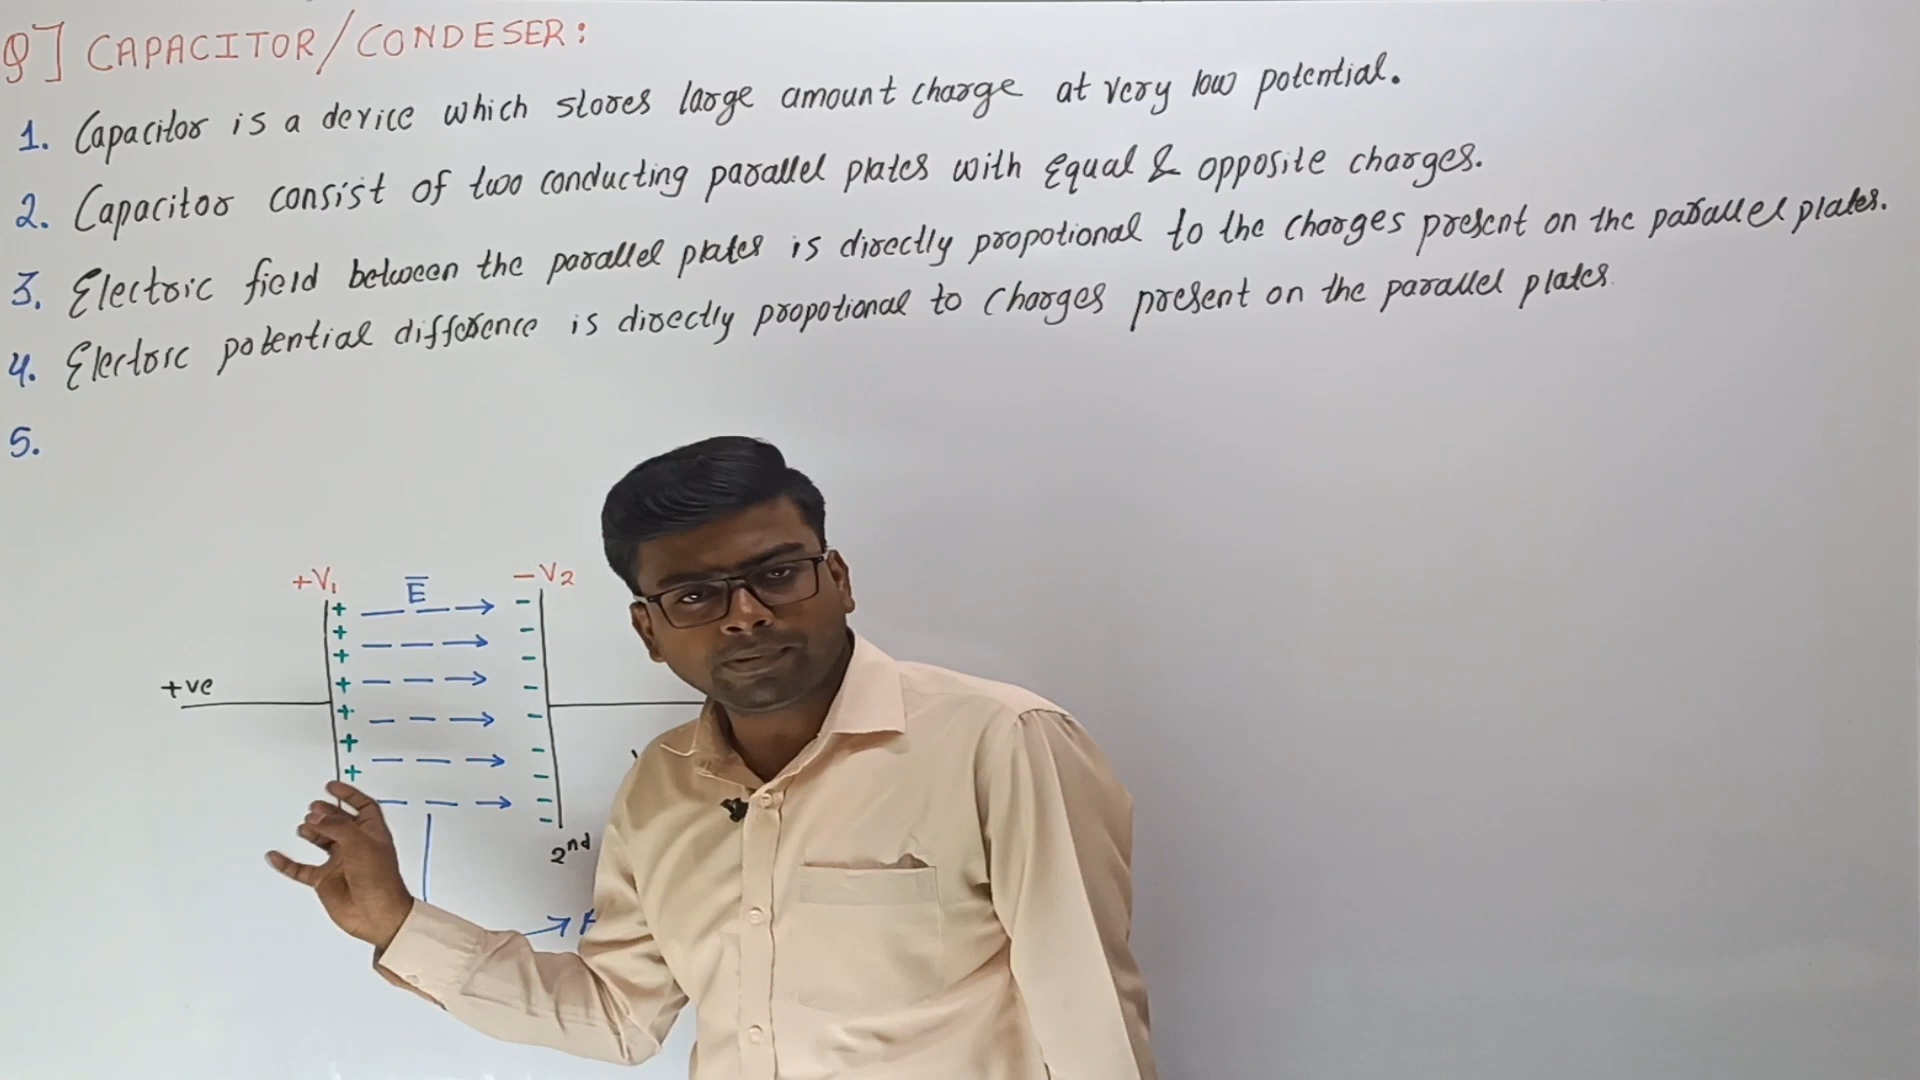 Q] CAPACITOR/CONDESER:
1. Capacitor is a device which stores large amount charge at very low potential.
2. Capacitor consist of two conducting parallel plates with Equal & opposite charges.
3. Electric field between the parallel plates is directly propotional to the charges present on the parallel plates.
4. Electorc potential difference is directly propotional to Charges present on the parallel plates.
5.
+V₁ E̅ -V₂
+ -
+ -
+ -
+ve + -
+ -
+ -
+ -
-
-
2nd